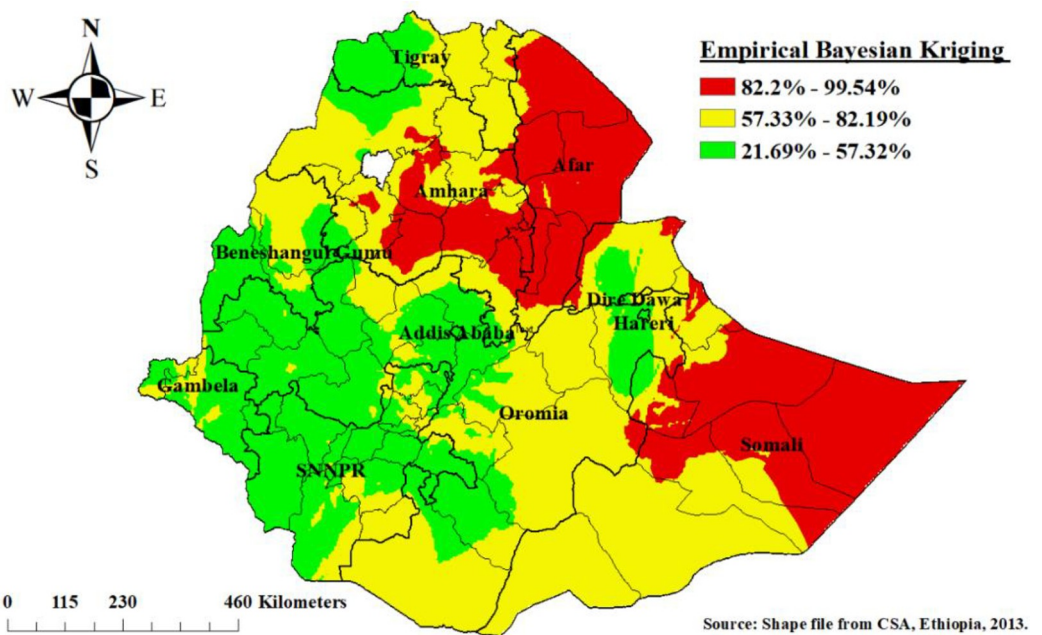 N
W E
S
Empirical Bayesian Kriging
82.2% - 99.54%
57.33% - 82.19%
21.69% - 57.32%
Tigray
Afar
Amhara
Beneshangul Gumu
Dire Dawa
Hareri
Addis Ababa
Gambela
Oromia
Somali
SNNPR
0 115 230 460 Kilometers
Source: Shape file from CSA, Ethiopia, 2013.